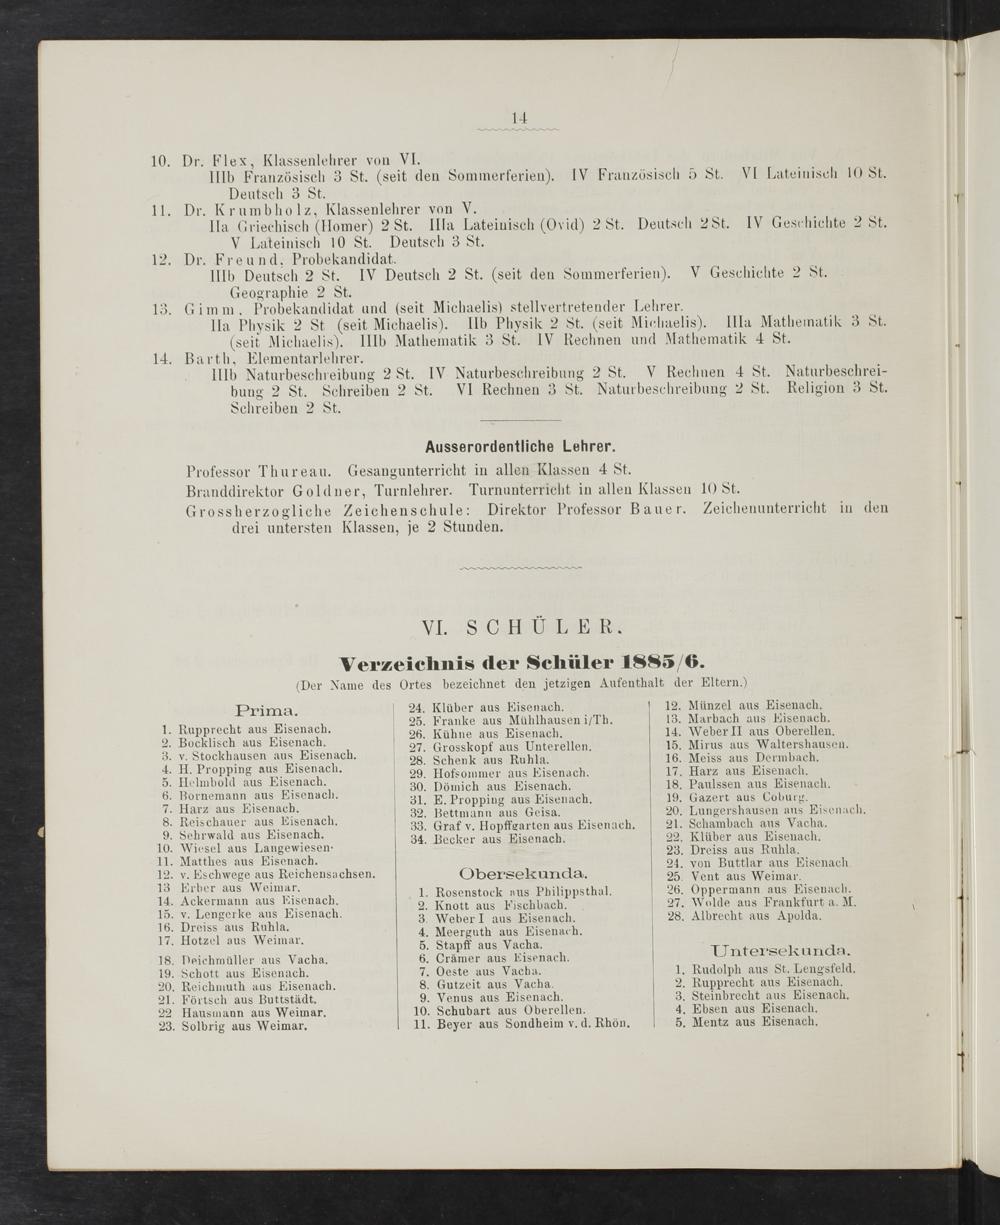 14
10. Dr. Flex, Klassenlehrer von VI.
IIIb Französisch 3 St. (seit den Sommerferien). IV Französisch 5 St. VI Lateinisch 10 St.
Deutsch 3 St.
11. Dr. Krumbholz, Klassenlehrer von V.
IIa Griechisch (Homer) 2 St. IIIa Lateinisch (Ovid) 2 St. Deutsch 2 St. IV Geschichte 2 St.
V Lateinisch 10 St. Deutsch 3 St.
12. Dr. Freund, Probekandidat.
IIIb Deutsch 2 St. IV Deutsch 2 St. (seit den Sommerferien). V Geschichte 2 St.
Geographie 2 St.
13. Gimm, Probekandidat und (seit Michaelis) stellvertretender Lehrer.
IIa Physik 2 St (seit Michaelis). IIb Physik 2 St. (seit Michaelis). IIIa Mathematik 3 St.
(seit Michaelis). IIIb Mathematik 3 St. IV Rechnen und Mathematik 4 St.
14. Barth, Elementarlehrer.
IIIb Naturbeschreibung 2 St. IV Naturbeschreibung 2 St. V Rechnen 4 St. Naturbeschrei-
bung 2 St. Schreiben 2 St. VI Rechnen 3 St. Naturbeschreibung 2 St. Religion 3 St.
Schreiben 2 St.
Ausserordentliche Lehrer.
Professor Thureau. Gesangunterricht in allen Klassen 4 St.
Branddirektor Goldner, Turnlehrer. Turnunterricht in allen Klassen 10 St.
Grossherzogliche Zeichenschule: Direktor Professor Bauer. Zeichenunterricht in den
drei untersten Klassen, je 2 Stunden.
VI. SCHÜLER.
Verzeichnis der Schüler 1885/6.
(Der Name des Ortes bezeichnet den jetzigen Aufenthalt der Eltern.)
Prima.
1. Rupprecht aus Eisenach.
2. Bocklisch aus Eisenach.
3. v. Stockhausen aus Eisenach.
4. H. Propping aus Eisenach.
5. Helmbold aus Eisenach.
6. Bornemann aus Eisenach.
7. Harz aus Eisenach.
8. Reischauer aus Eisenach.
9. Sehrwald aus Eisenach.
10. Wiesel aus Langewiesen.
11. Matthes aus Eisenach.
12. v. Eschwege aus Reichensachsen.
13 Erber aus Weimar.
14. Ackermann aus Eisenach.
15. v. Lengerke aus Eisenach.
16. Dreiss aus Ruhla.
17. Hotzel aus Weimar.
18. Deichmüller aus Vacha.
19. Schott aus Eisenach.
20. Reichmuth aus Eisenach.
21. Förtsch aus Buttstädt.
22 Hausmann aus Weimar.
23. Solbrig aus Weimar.
24. Klüber aus Eisenach.
25. Franke aus Mühlhausen i/Th.
26. Kühne aus Eisenach.
27. Grosskopf aus Unterellen.
28. Schenk aus Ruhla.
29. Hofsommer aus Eisenach.
30. Dömich aus Eisenach.
31. E. Propping aus Eisenach.
32. Bettmann aus Geisa.
33. Graf v. Hopffgarten aus Eisenach.
34. Becker aus Eisenach.
Obersekunda.
1. Rosenstock aus Philippsthal.
2. Knott aus Fischbach.
3. Weber I aus Eisenach.
4. Meerguth aus Eisenach.
5. Stapff aus Vacha.
6. Crämer aus Eisenach.
7. Oeste aus Vacha.
8. Gutzeit aus Vacha.
9. Venus aus Eisenach.
10. Schubart aus Oberellen.
11. Beyer aus Sondheim v. d. Rhön.
12. Münzel aus Eisenach.
13. Marbach aus Eisenach.
14. Weber II aus Oberellen.
15. Mirus aus Waltershausen.
16. Meiss aus Dermbach.
17. Harz aus Eisenach.
18. Paulssen aus Eisenach.
19. Gazert aus Coburg.
20. Lungershausen aus Eisenach.
21. Schambach aus Vacha.
22. Klüber aus Eisenach.
23. Dreiss aus Ruhla.
24. von Buttlar aus Eisenach
25. Vent aus Weimar.
26. Oppermann aus Eisenach.
27. Wolde aus Frankfurt a. M.
28. Albrecht aus Apolda.
Untersekunda.
1. Rudolph aus St. Lengsfeld.
2. Rupprecht aus Eisenach.
3. Steinbrecht aus Eisenach.
4. Ebsen aus Eisenach.
5. Mentz aus Eisenach.